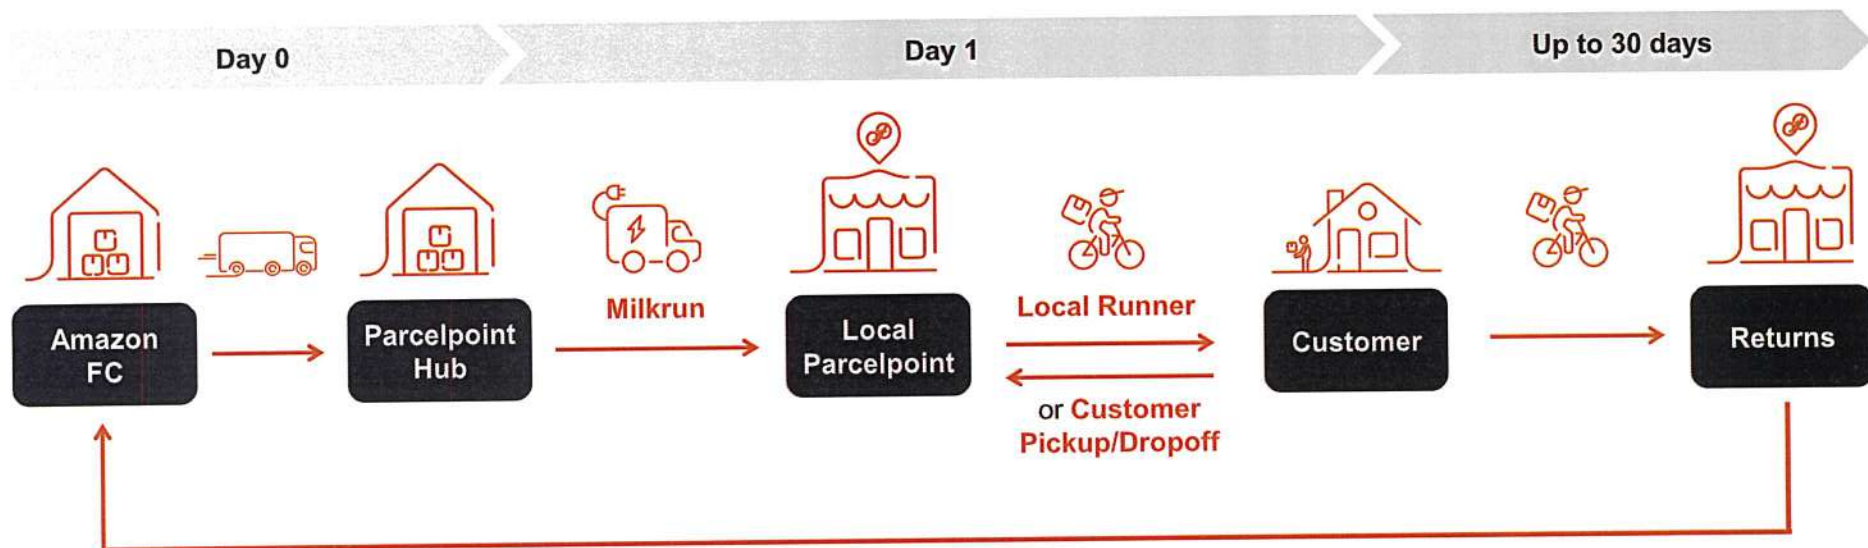 Day 0
Day 1
Up to 30 days
Milkrun
Local Runner
Amazon
FC
Parcelpoint
Hub
Local
Parcelpoint
Customer
Returns
or Customer
Pickup/Dropoff